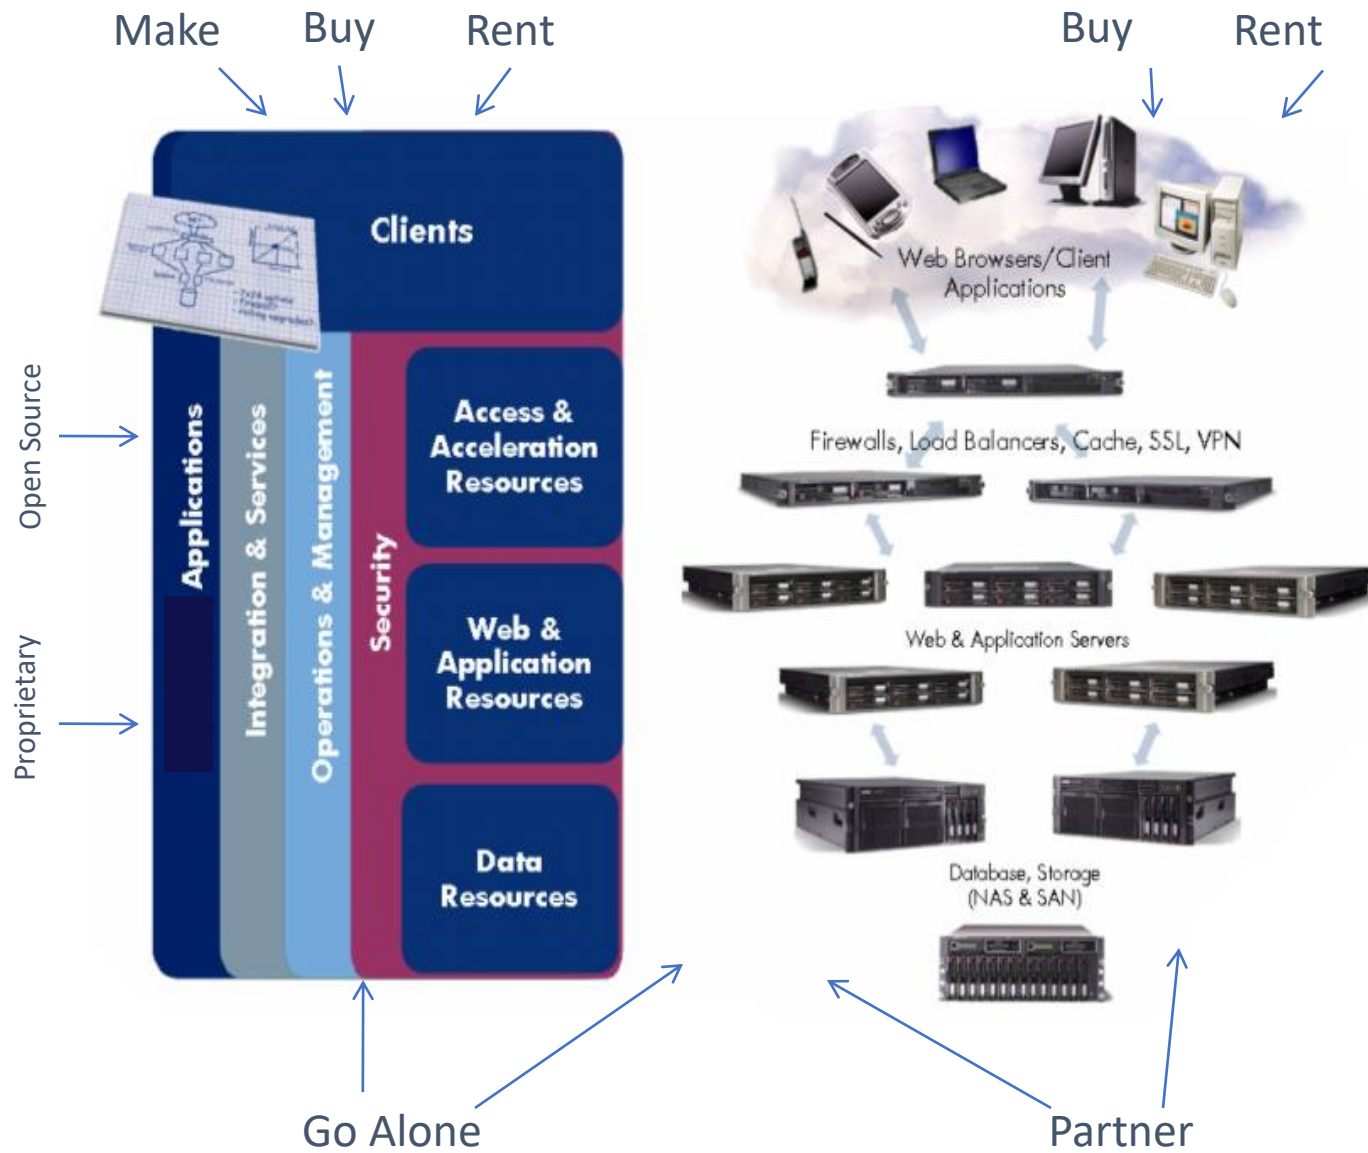 Make
Buy
Rent
Buy
Rent
Clients
Web Browsers/Client
Applications
Open Source
Proprietary
Applications
Integration & Services
Operations & Management
Security
Access &
Acceleration
Resources
Firewalls, Load Balancers, Cache, SSL, VPN
Web &
Application
Resources
Web & Application Servers
Data
Resources
Database, Storage
(NAS & SAN)
Go Alone
Partner